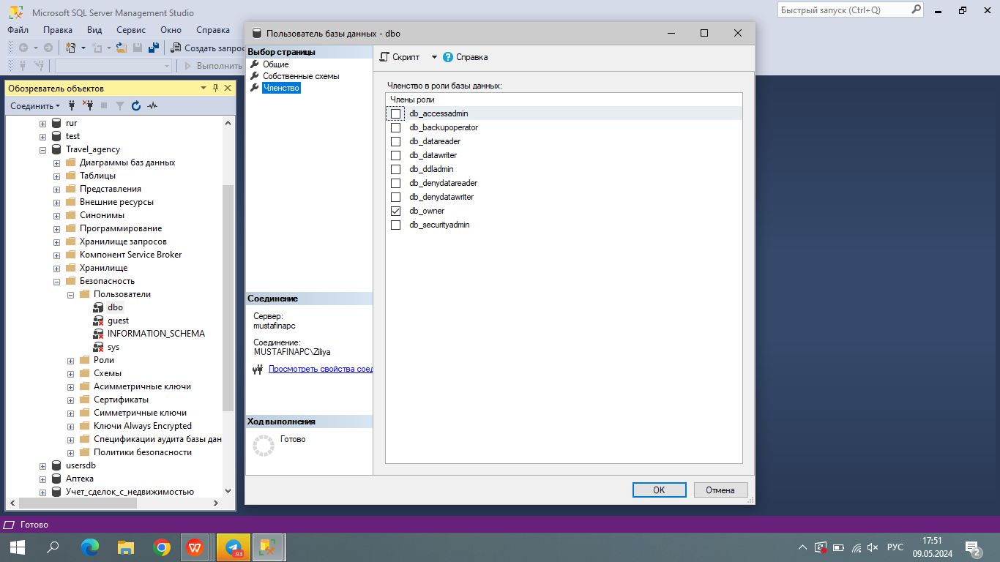 Microsoft SQL Server Management Studio
Быстрый запуск (Ctrl+Q)
Файл Правка Вид Сервис Окно Справка
Создать запрос
Выполнить
Обозреватель объектов
Соединить
rur
test
Travel_agency
Диаграммы баз данных
Таблицы
Представления
Внешние ресурсы
Синонимы
Программирование
Хранилище запросов
Компонент Service Broker
Хранилище
Безопасность
Пользователи
dbo
guest
INFORMATION_SCHEMA
sys
Роли
Схемы
Асимметричные ключи
Сертификаты
Симметричные ключи
Ключи Always Encrypted
Спецификации аудита базы дан
Политики безопасности
usersdb
Аптека
Учет_сделок_с_недвижимостью
Пользователь базы данных - dbo
Выбор страницы
Общие
Собственные схемы
Членство
Скрипт Справка
Членство в роли базы данных:
Члены роли
db_accessadmin
db_backupoperator
db_datareader
db_datawriter
db_ddladmin
db_denydatareader
db_denydatawriter
db_owner
db_securityadmin
Соединение
Сервер:
mustafinapc
Соединение:
MUSTAFINAPC\Ziliya
Просмотреть свойства соед
Ход выполнения
Готово
OK Отмена
Готово
93
РУС
17:51
09.05.2024
2